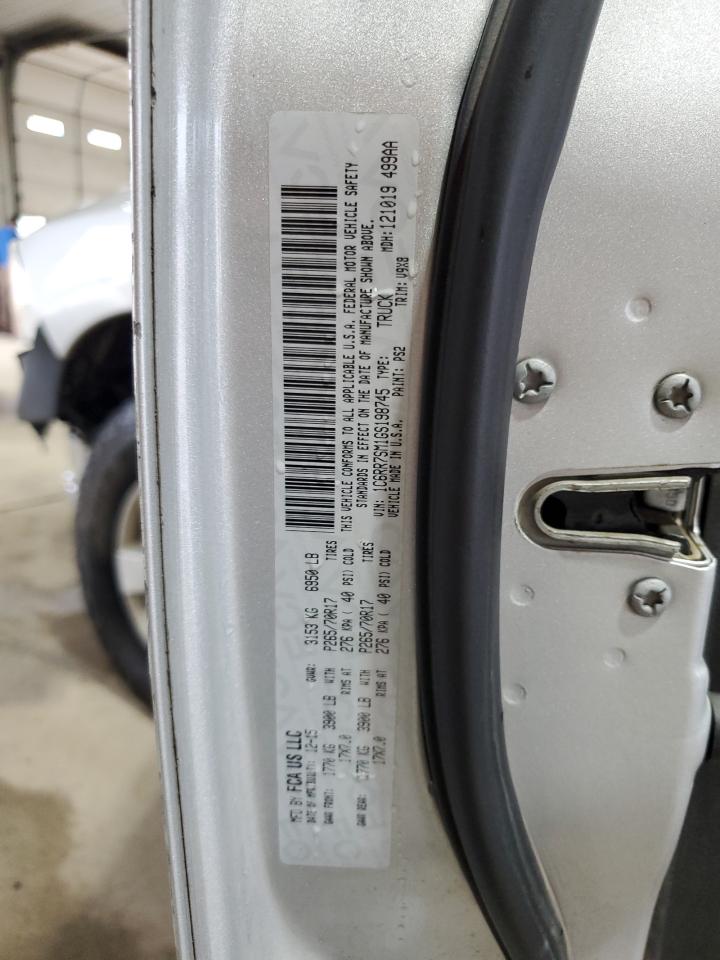 MFD BY FCA US LLC
DATE OF MFR: 12-15 GVWR: 3153 KG 6950 LB
GAWR FRONT: 1770 KG 3900 LB WITH P265/70R17 TIRES
17X7.0 RIMS AT 276 KPA ( 40 PSI) COLD
GAWR REAR: 1770 KG 3900 LB WITH P265/70R17 TIRES
17X7.0 RIMS AT 276 KPA ( 40 PSI) COLD
THIS VEHICLE CONFORMS TO ALL APPLICABLE U.S.A. FEDERAL MOTOR VEHICLE SAFETY
STANDARDS IN EFFECT ON THE DATE OF MANUFACTURE SHOWN ABOVE.
VIN: 1C6RR7SM1GS198745 TYPE: TRUCK MDH: 121019 499AA
VEHICLE MADE IN U.S.A. PAINT: PS2 TRIM: V9X8